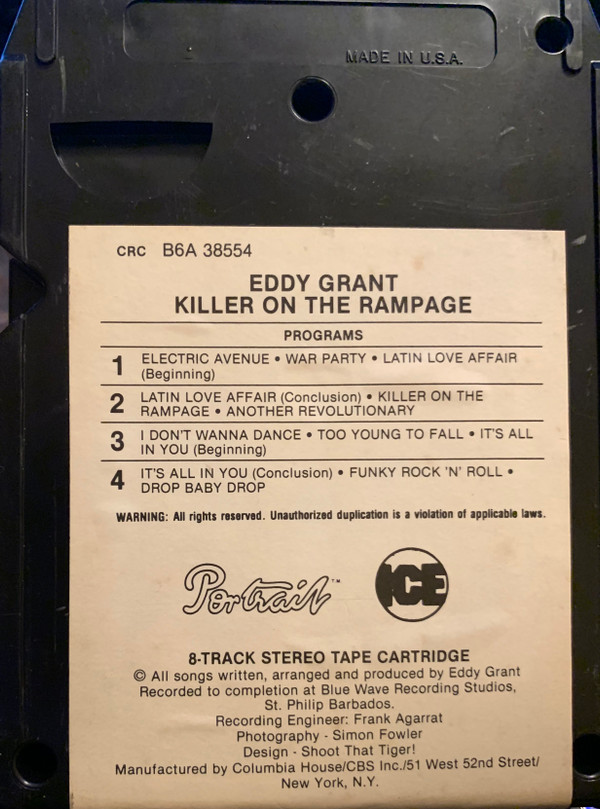 MADE IN U.S.A.
CRC B6A 38554
EDDY GRANT
KILLER ON THE RAMPAGE
PROGRAMS
1 ELECTRIC AVENUE • WAR PARTY • LATIN LOVE AFFAIR
(Beginning)
2 LATIN LOVE AFFAIR (Conclusion) • KILLER ON THE
RAMPAGE • ANOTHER REVOLUTIONARY
3 I DON'T WANNA DANCE • TOO YOUNG TO FALL • IT'S ALL
IN YOU (Beginning)
4 IT'S ALL IN YOU (Conclusion) • FUNKY ROCK 'N' ROLL •
DROP BABY DROP
WARNING: All rights reserved. Unauthorized duplication is a violation of applicable laws.
Portrait™ ICE
8-TRACK STEREO TAPE CARTRIDGE
© All songs written, arranged and produced by Eddy Grant
Recorded to completion at Blue Wave Recording Studios,
St. Philip Barbados.
Recording Engineer: Frank Agarrat
Photography - Simon Fowler
Design - Shoot That Tiger!
Manufactured by Columbia House/CBS Inc./51 West 52nd Street/
New York, N.Y.